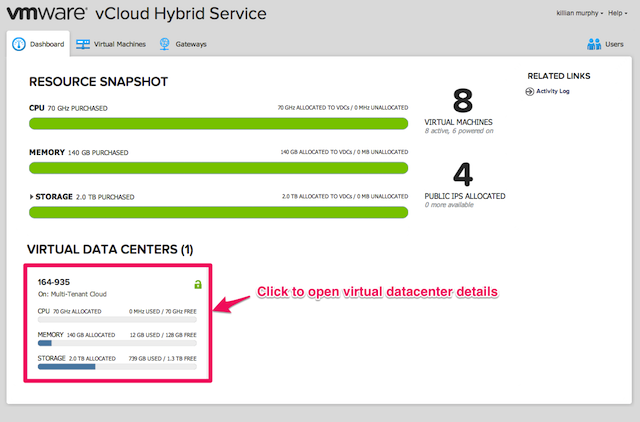 vmware vCloud Hybrid Service
killian murphy Help
Dashboard Virtual Machines Gateways Users
RESOURCE SNAPSHOT
CPU 70 GHz PURCHASED 70 GHz ALLOCATED TO VDCs / 0 MHz UNALLOCATED
MEMORY 140 GB PURCHASED 140 GB ALLOCATED TO VDCs / 0 MB UNALLOCATED
STORAGE 2.0 TB PURCHASED 2.0 TB ALLOCATED TO VDCs / 0 MB UNALLOCATED
8
VIRTUAL MACHINES
8 active, 6 powered on
4
PUBLIC IPS ALLOCATED
0 more available
RELATED LINKS
Activity Log
VIRTUAL DATA CENTERS (1)
164-935
On: Multi-Tenant Cloud
CPU 70 GHz ALLOCATED 0 MHz USED / 70 GHz FREE
MEMORY 140 GB ALLOCATED 12 GB USED / 128 GB FREE
STORAGE 2.0 TB ALLOCATED 739 GB USED / 1.3 TB FREE
Click to open virtual datacenter details